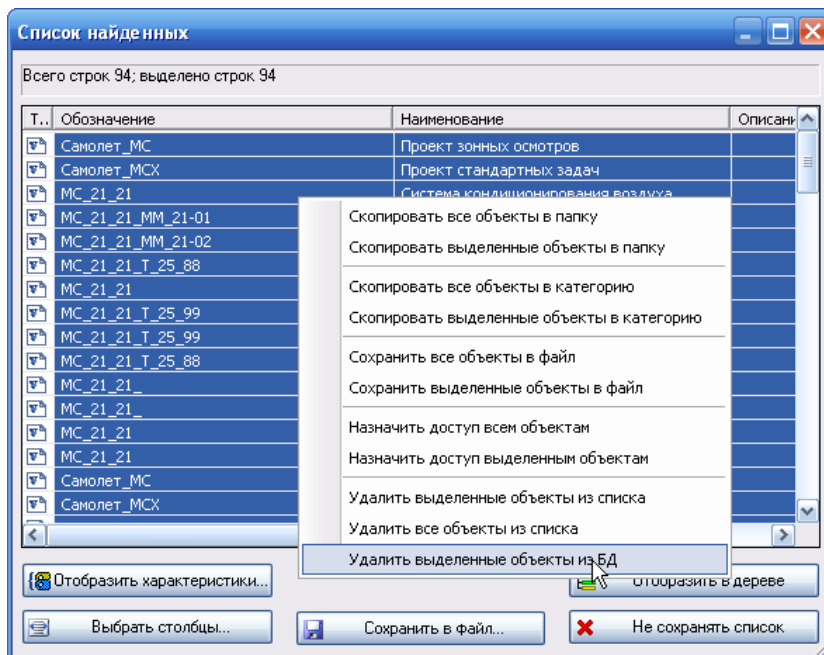 Список найденных
Всего строк 94; выделено строк 94
Т.. Обозначение Наименование Описани
Самолет_МС Проект зонных осмотров
Самолет_МСХ Проект стандартных задач
МС_21_21 Система кондиционирования воздуха
МС_21_21_ММ_21-01
МС_21_21_ММ_21-02
МС_21_21_Т_25_88
МС_21_21
МС_21_21_Т_25_99
МС_21_21_Т_25_99
МС_21_21_Т_25_88
МС_21_21_
МС_21_21_
МС_21_21
МС_21_21
Самолет_МС
Самолет_МСХ
Скопировать все объекты в папку
Скопировать выделенные объекты в папку
Скопировать все объекты в категорию
Скопировать выделенные объекты в категорию
Сохранить все объекты в файл
Сохранить выделенные объекты в файл
Назначить доступ всем объектам
Назначить доступ выделенным объектам
Удалить выделенные объекты из списка
Удалить все объекты из списка
Удалить выделенные объекты из БД
Отобразить характеристики... Отобразить в дереве
Выбрать столбцы... Сохранить в файл... Не сохранять список